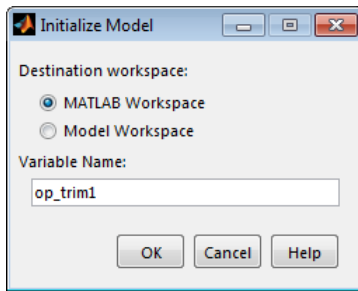 Initialize Model
Destination workspace:
MATLAB Workspace
Model Workspace
Variable Name:
op_trim1
OK Cancel Help